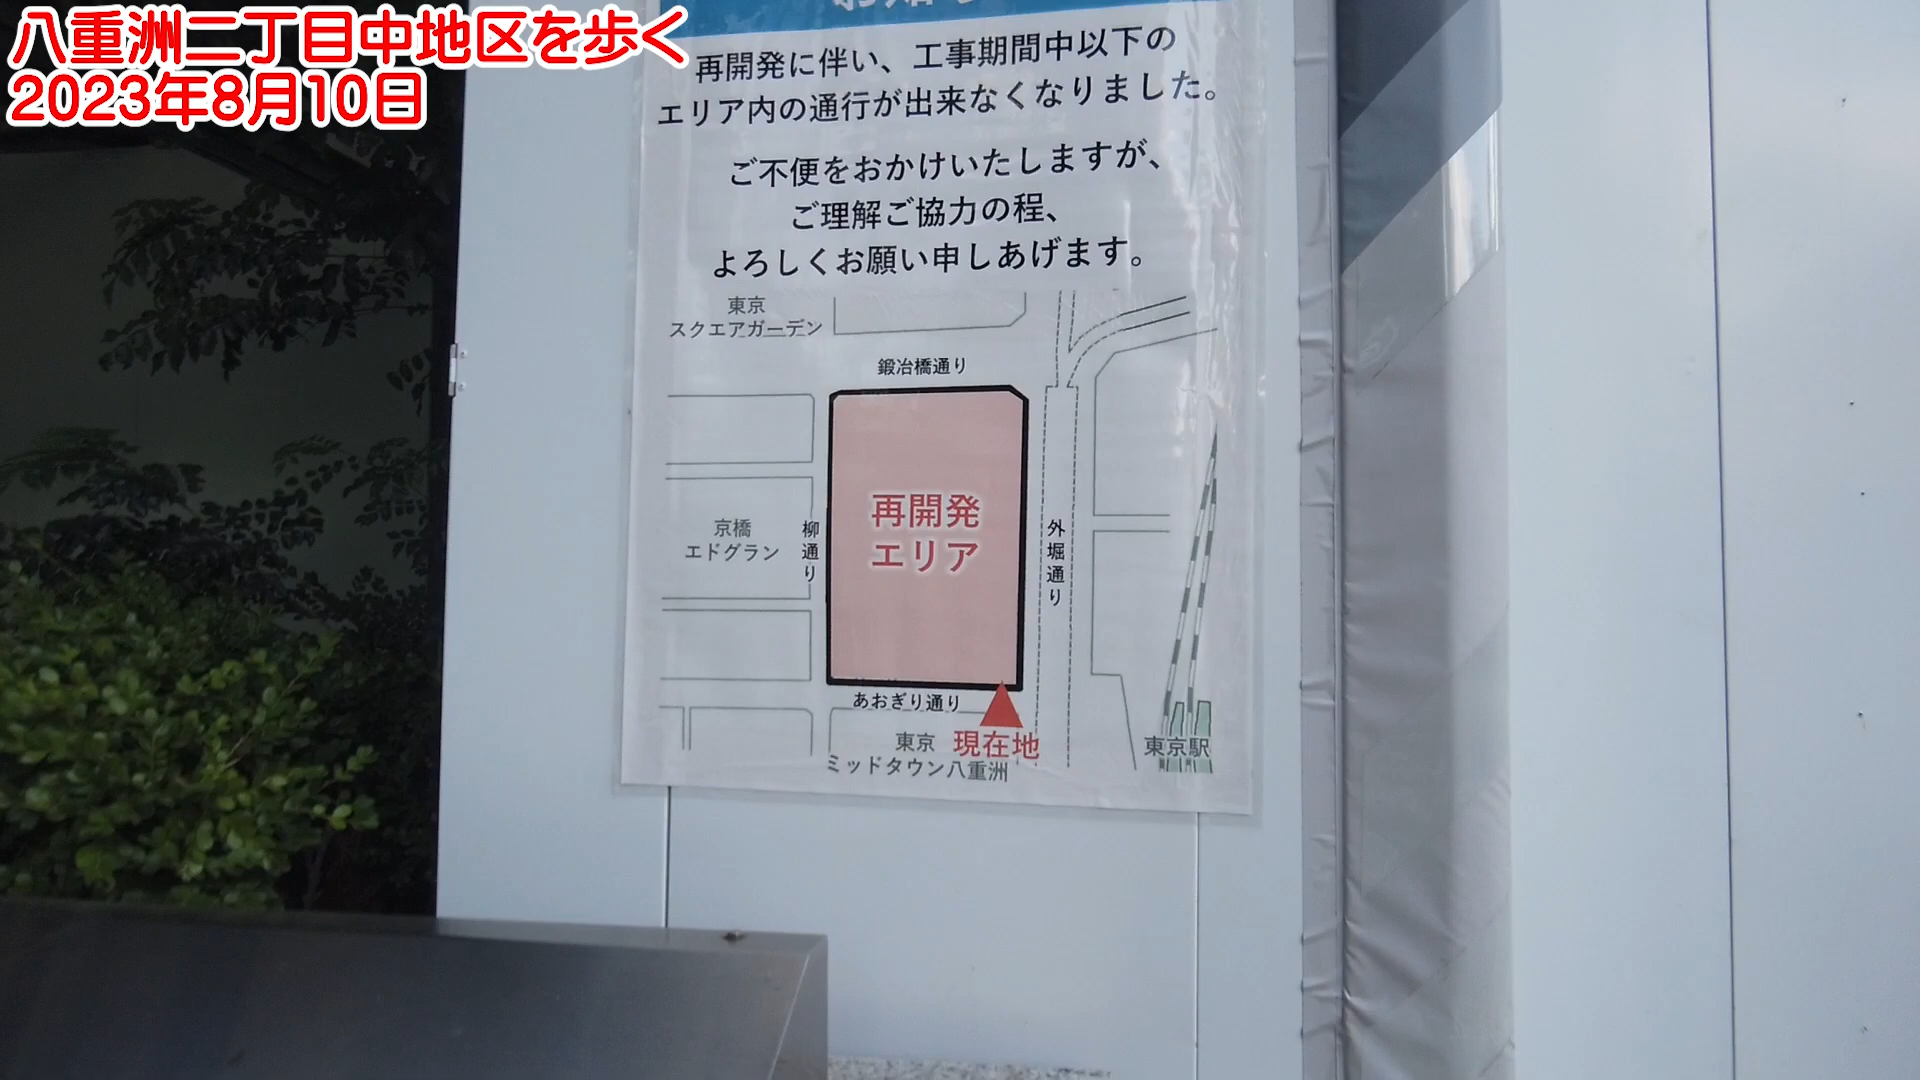 八重洲二丁目中地区を歩く
2023年8月10日
再開発に伴い、工事期間中以下の
エリア内の通行が出来なくなりました。
ご不便をおかけいたしますが、
ご理解ご協力の程、
よろしくお願い申しあげます。
東京
スクエアガーデン
鍛冶橋通り
再開発
エリア
京橋
エドグラン
柳通り
外堀通り
あおぎり通り
東京
ミッドタウン八重洲
現在地
東京駅